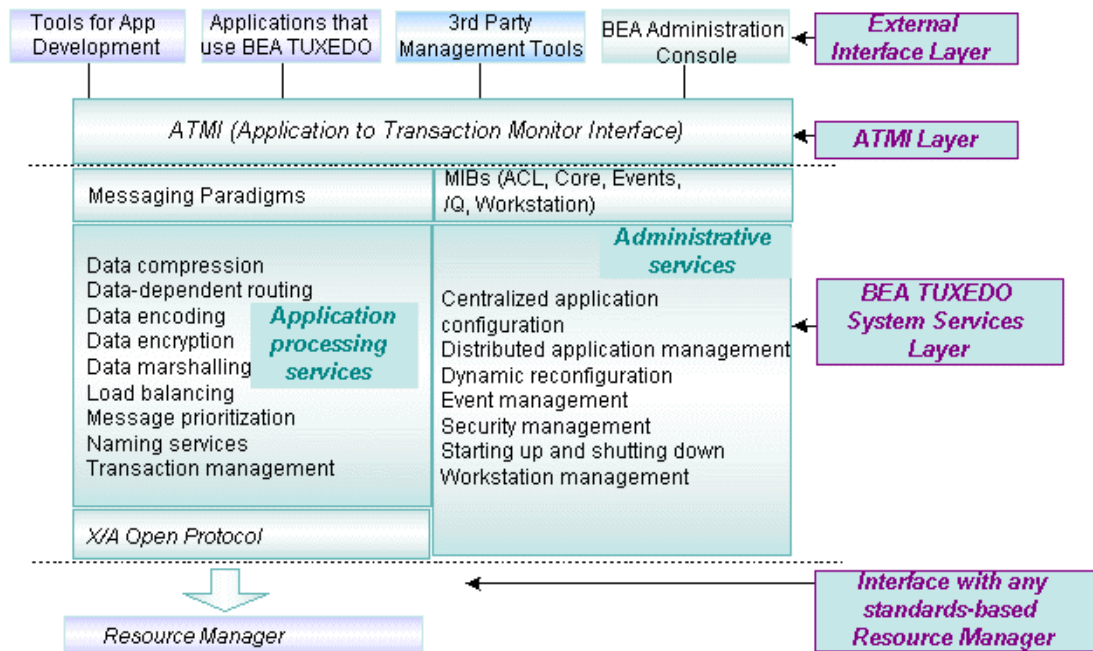 Tools for App
Development
Applications that
use BEA TUXEDO
3rd Party
Management Tools
BEA Administration
Console
External
Interface Layer
ATMI (Application to Transaction Monitor Interface)
ATMI Layer
Messaging Paradigms
MIBs (ACL, Core, Events,
/Q, Workstation)
Data compression
Data-dependent routing
Data encoding
Data encryption
Data marshalling
Load balancing
Message prioritization
Naming services
Transaction management
Application
processing
services
Administrative
services
Centralized application
configuration
Distributed application management
Dynamic reconfiguration
Event management
Security management
Starting up and shutting down
Workstation management
BEA TUXEDO
System Services
Layer
X/A Open Protocol
Interface with any
standards-based
Resource Manager
Resource Manager